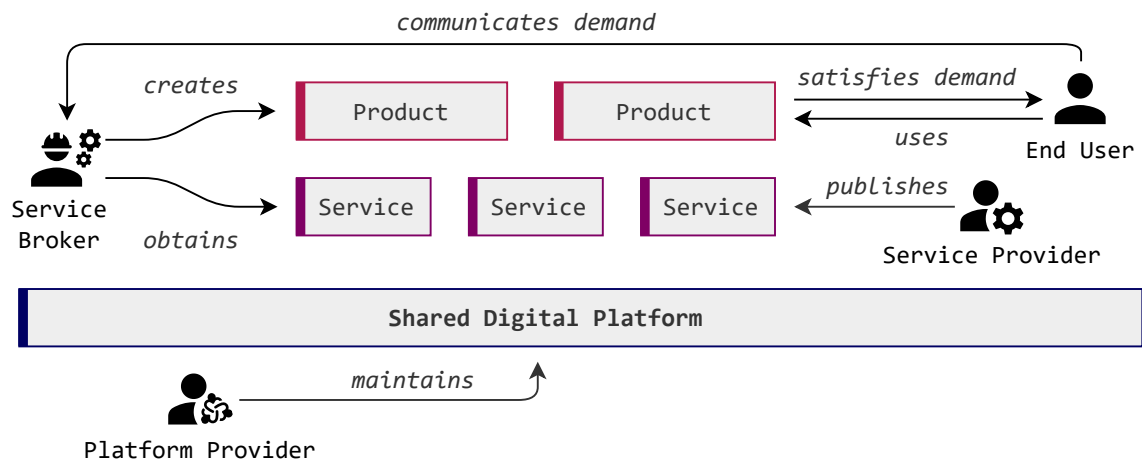 communicates demand
creates
Product
Product
satisfies demand
uses
End User
Service
Broker
obtains
Service
Service
Service
publishes
Service Provider
Shared Digital Platform
maintains
Platform Provider